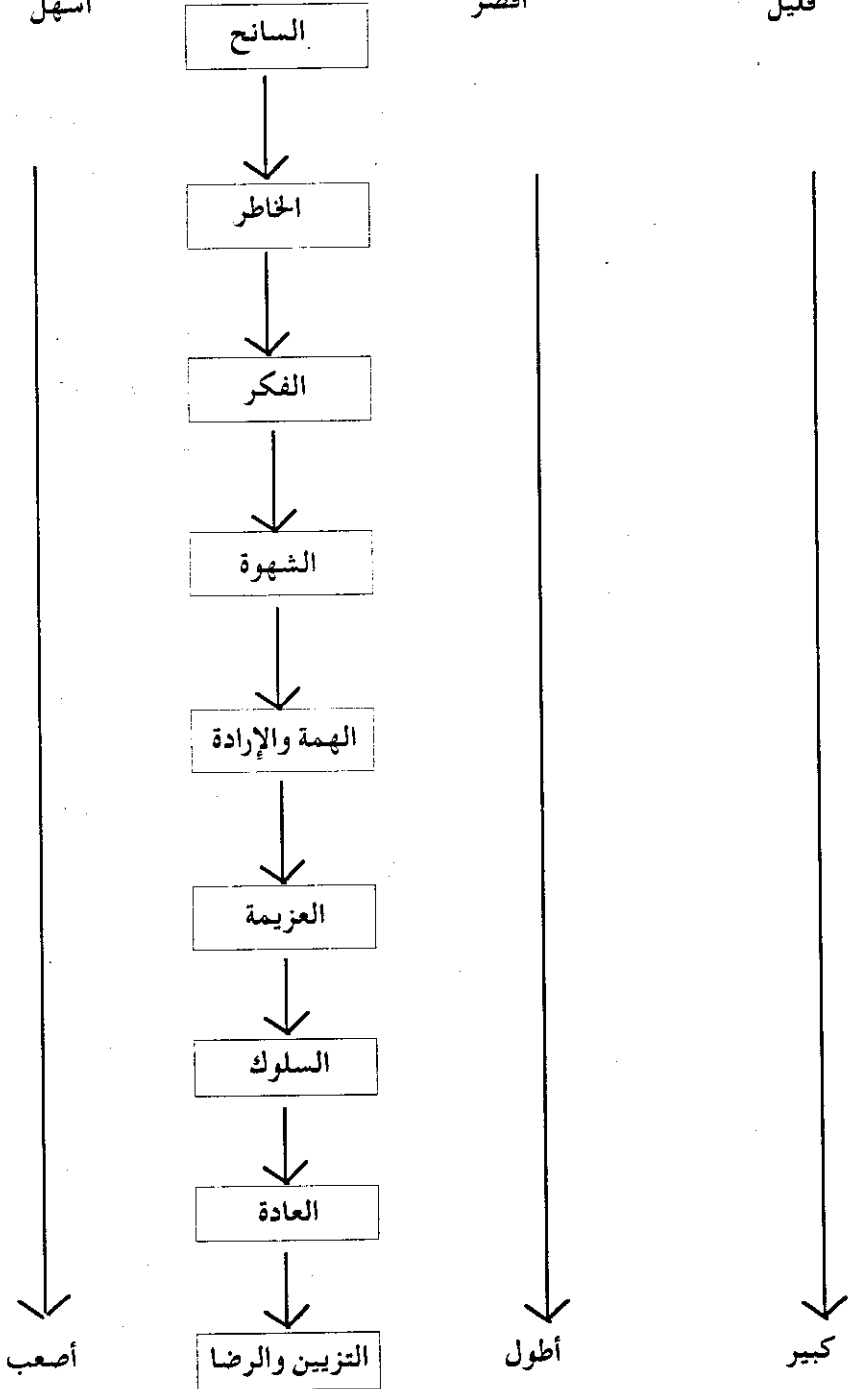 قليل أقصر أسهل
السانح
الخاطر
الفكر
الشهوة
الهمة والإرادة
العزيمة
السلوك
العادة
كبير أطول التزيين والرضا أصعب